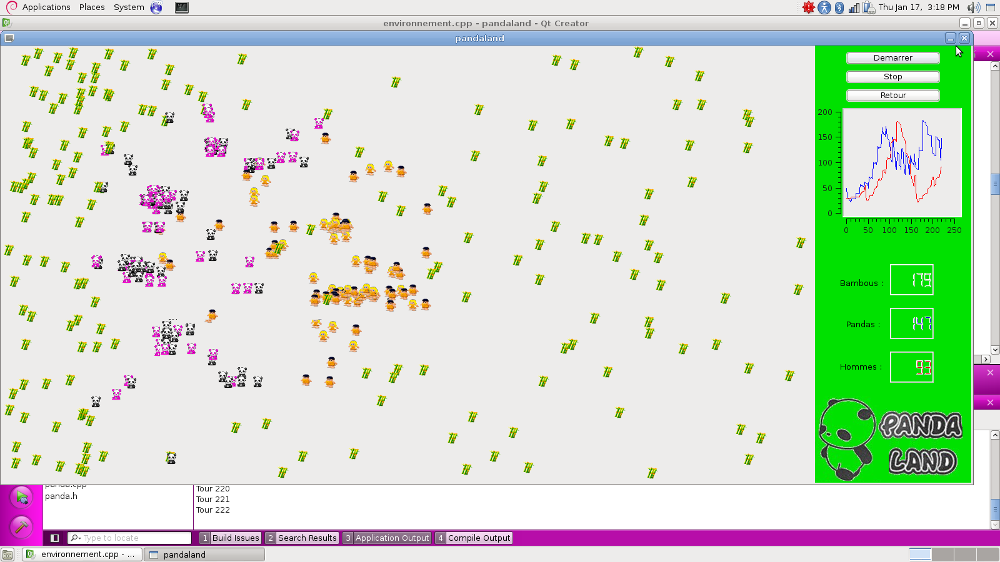 Applications Places System Thu Jan 17, 3:18 PM
environnement.cpp - pandaland - Qt Creator
pandaland
Demarrer
Stop
Retour
200
150
100
50
0
0 50 100 150 200 250
Bambous : 179
Pandas : 147
Hommes : 93
PANDA
LAND
panda.cpp
panda.h
Tour 220
Tour 221
Tour 222
Type to locate 1 Build Issues 2 Search Results 3 Application Output 4 Compile Output
environnement.cpp - ... pandaland